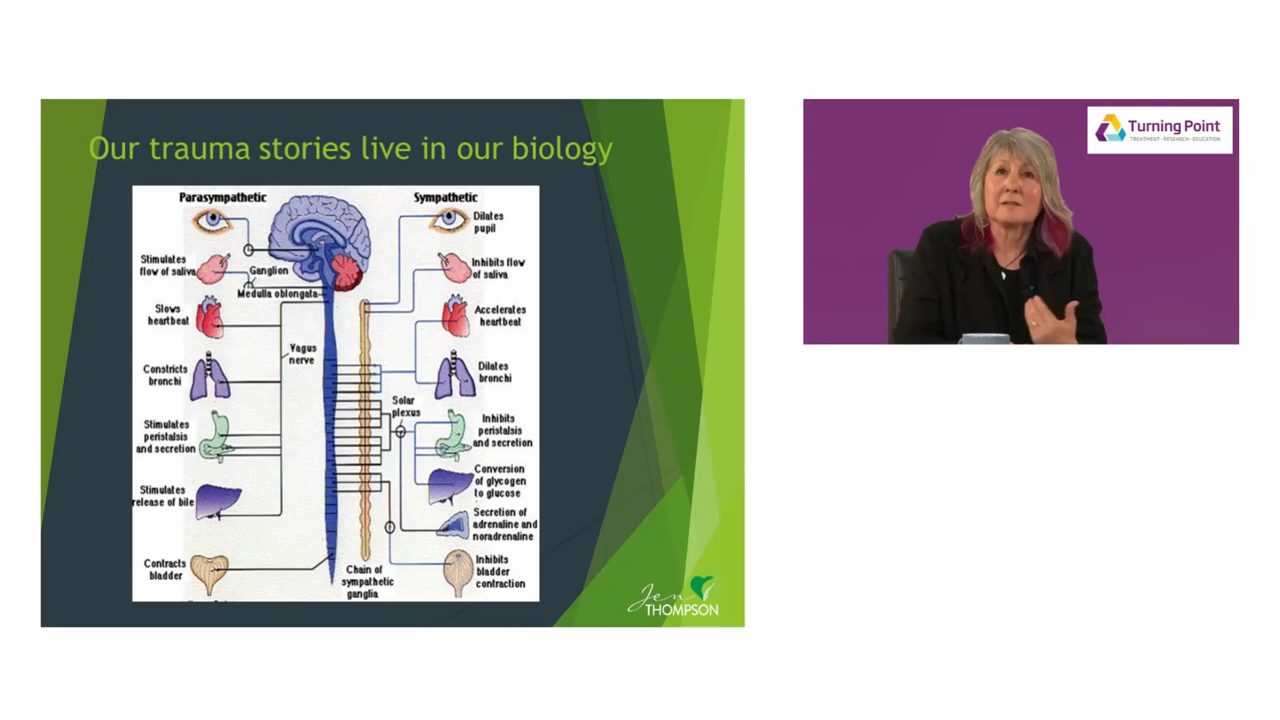 Our trauma stories live in our biology
Parasympathetic
Sympathetic
Dilates
pupil
Stimulates
flow of saliva
Ganglion
Medulla oblongata
Inhibits flow
of saliva
Slows
heartbeat
Accelerates
heartbeat
Vagus
nerve
Constricts
bronchi
Dilates
bronchi
Solar
plexus
Stimulates
peristalsis
and secretion
Inhibits
peristalsis
and secretion
Stimulates
release of bile
Conversion
of glycogen
to glucose
Secretion of
adrenaline and
noradrenaline
Contracts
bladder
Chain of
sympathetic
ganglia
Inhibits
bladder
contraction
Jen
THOMPSON
Turning Point
TREATMENT · RESEARCH · EDUCATION